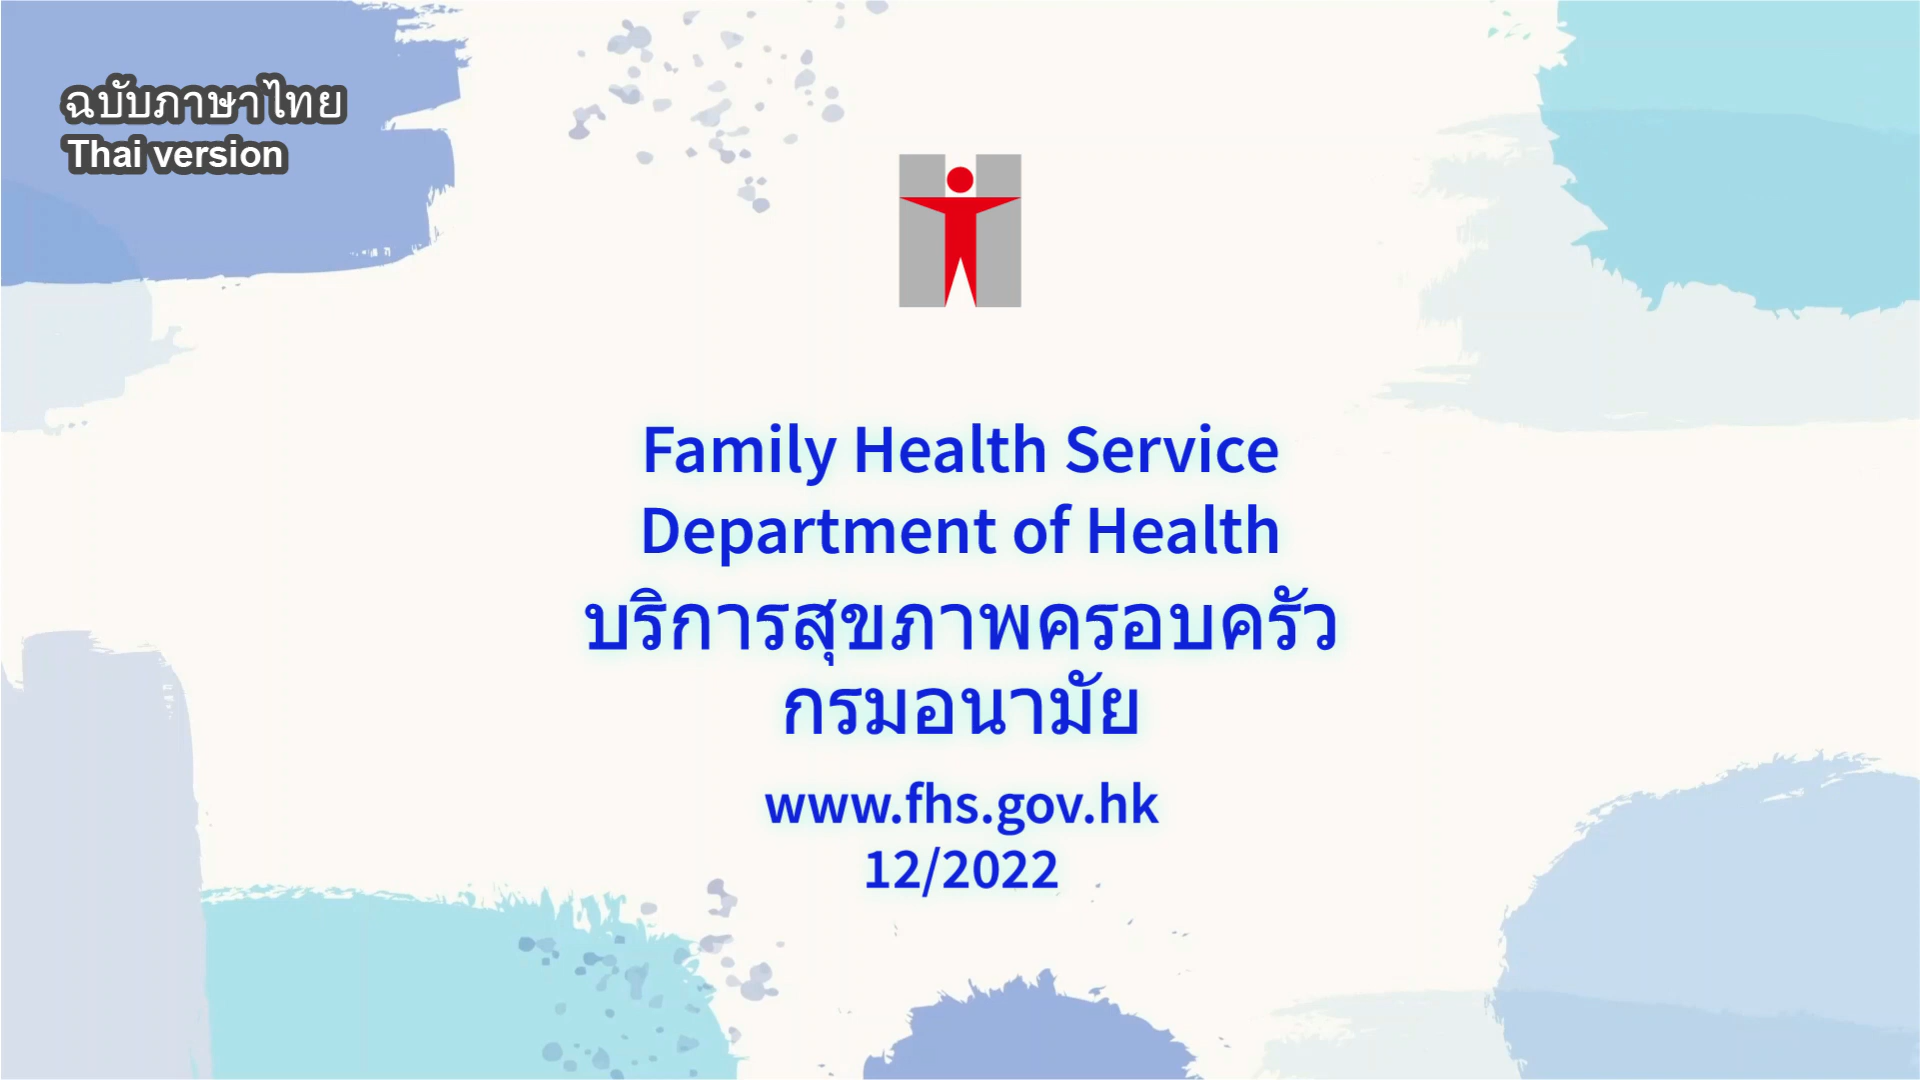 ฉบับภาษาไทย
Thai version
Family Health Service
Department of Health
บริการสุขภาพครอบครัว
กรมอนามัย
www.fhs.gov.hk
12/2022